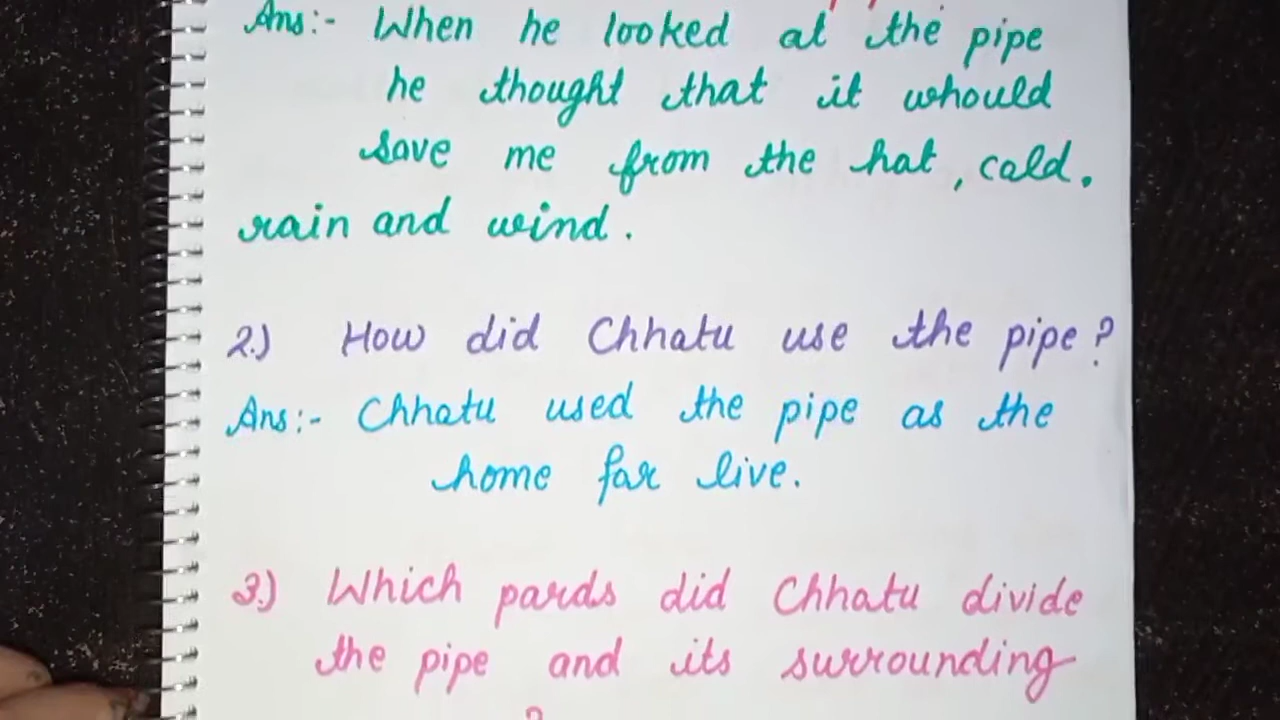 Ans:- When he looked at the pipe
he thought that it whould
save me from the hat, cald.
rain and wind.
2.) How did Chhatu use the pipe?
Ans:- Chhatu used the pipe as the
home far live.
3.) Which pards did Chhatu divide
the pipe and its surrounding
?